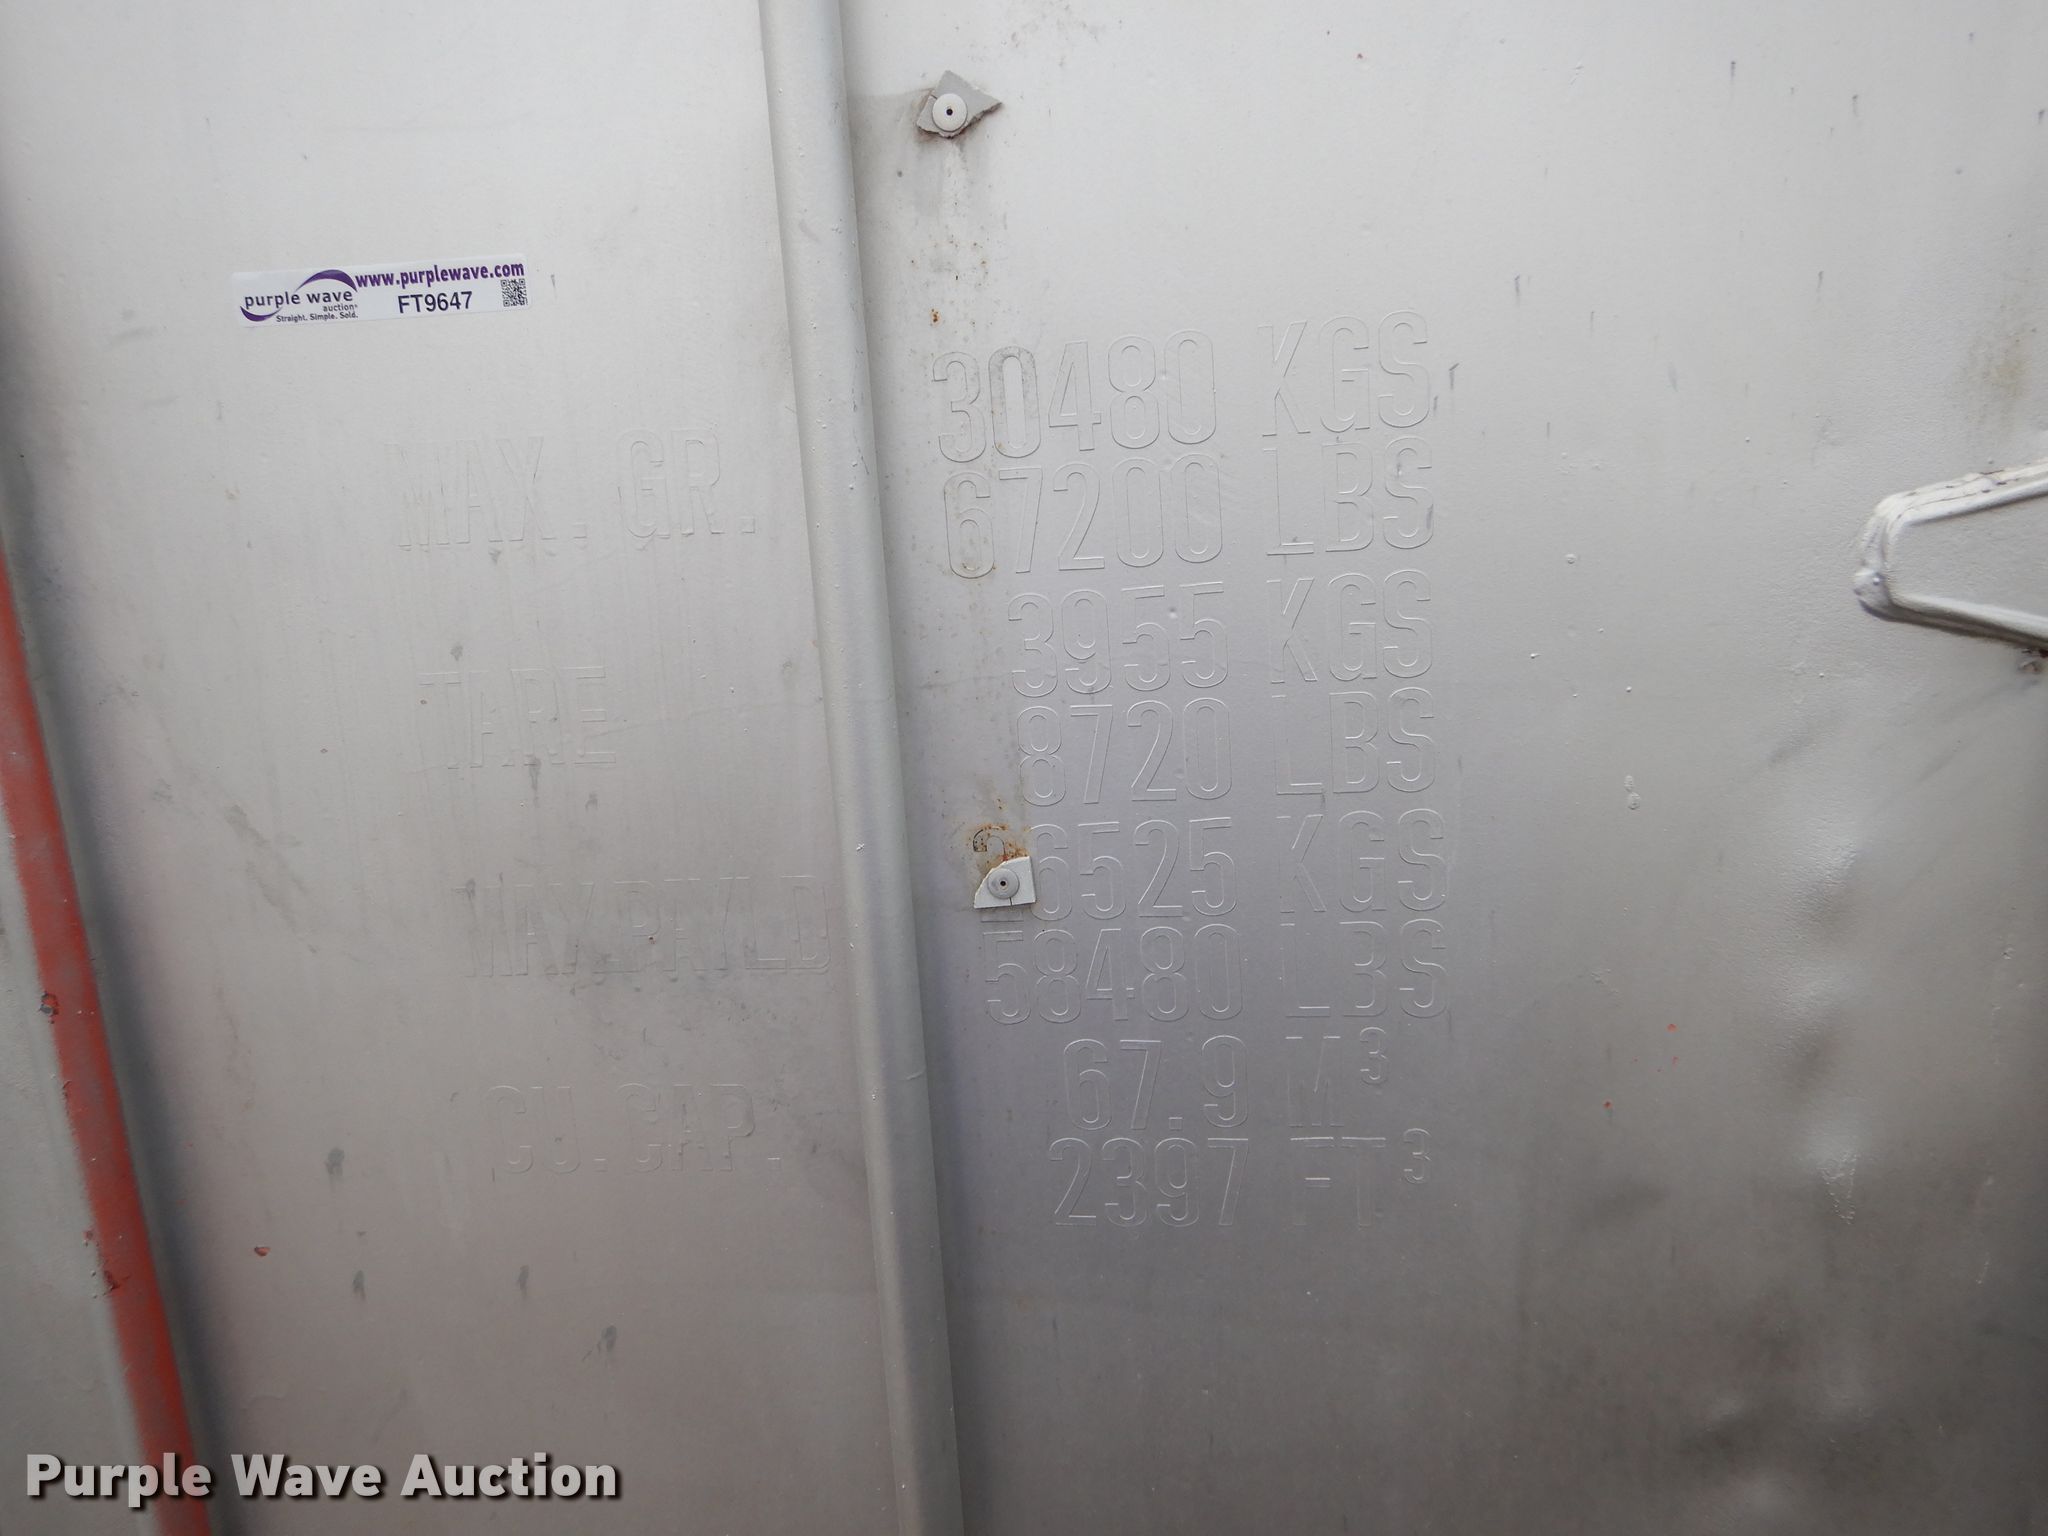 www.purplewave.com
purple wave
auction
Straight. Simple. Sold.
FT9647
MAX. GR.
30480 KGS
67200 LBS
TARE
3955 KGS
8720 LBS
MAX.PAYLD
26525 KGS
58480 LBS
CU.CAP.
67.9 M³
2397 FT³
Purple Wave Auction